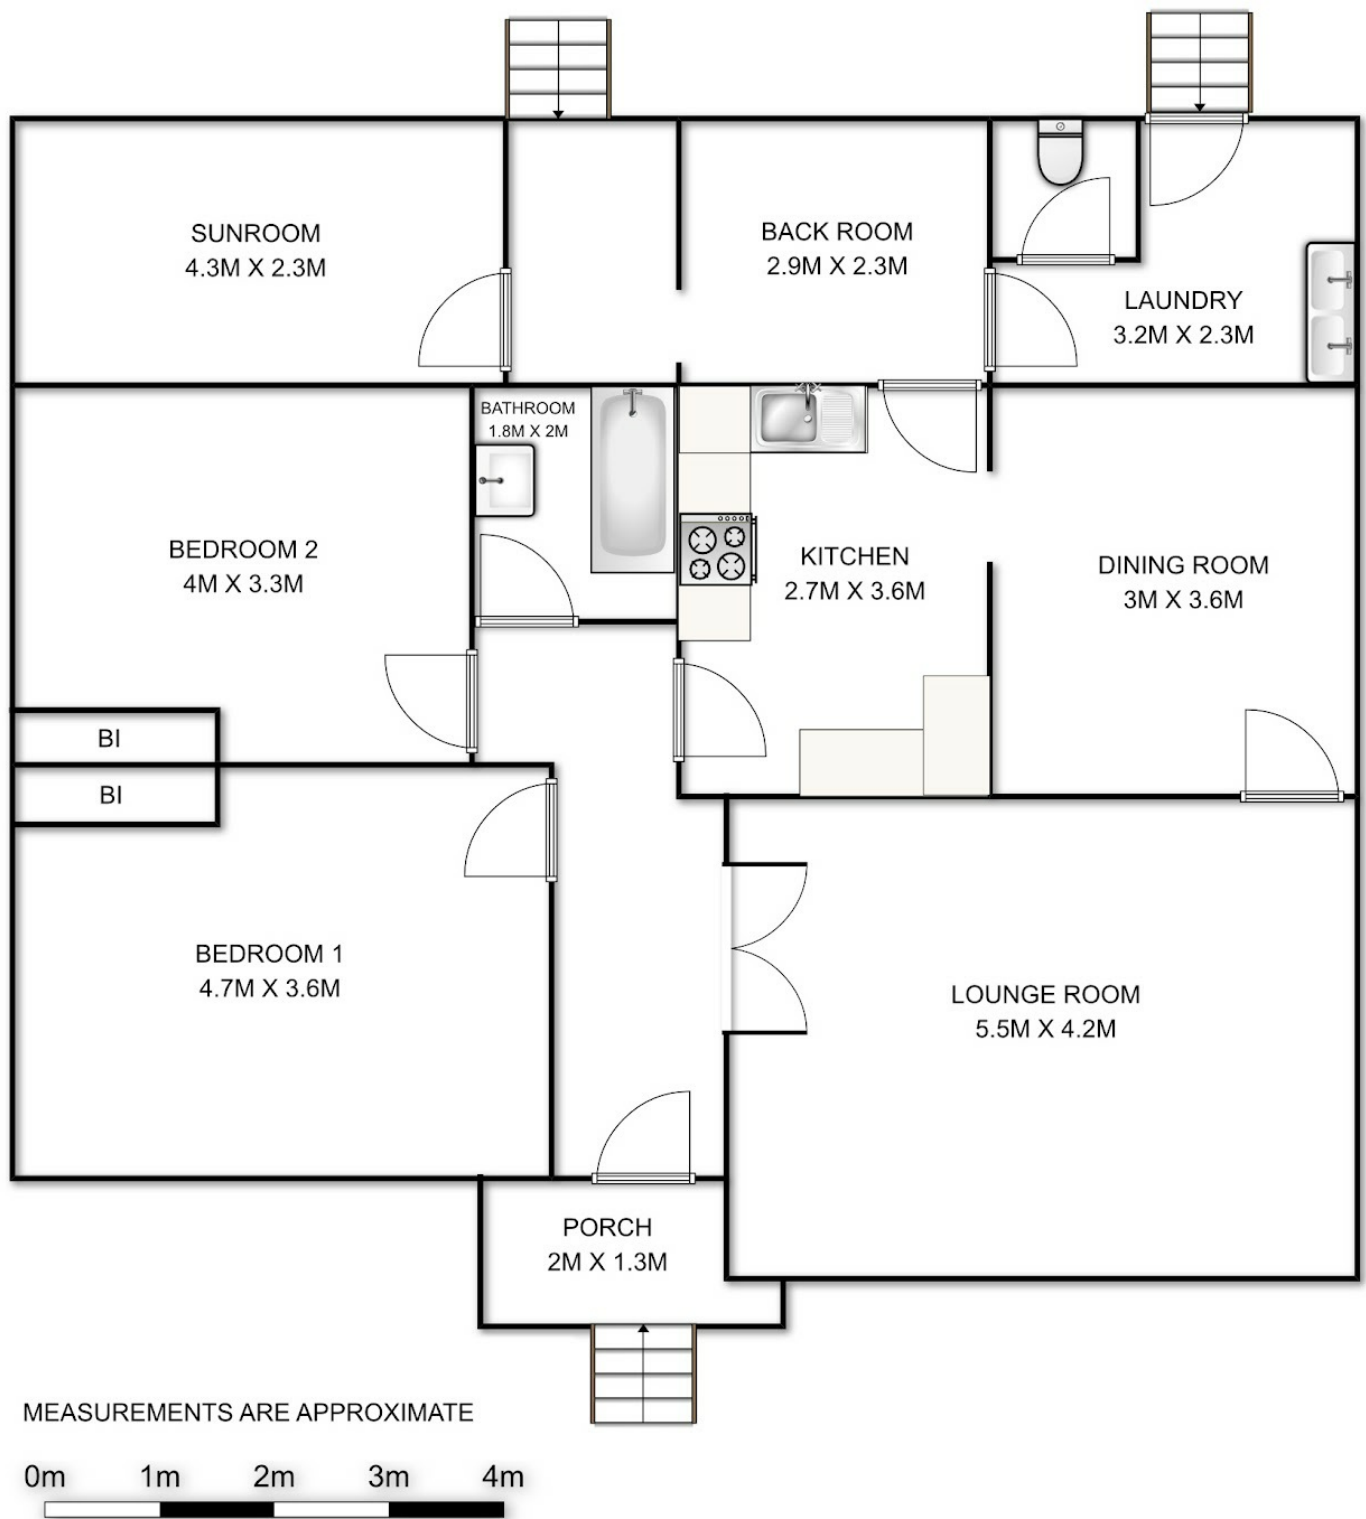 SUNROOM
4.3M X 2.3M
BACK ROOM
2.9M X 2.3M
LAUNDRY
3.2M X 2.3M
BATHROOM
1.8M X 2M
BEDROOM 2
4M X 3.3M
KITCHEN
2.7M X 3.6M
DINING ROOM
3M X 3.6M
BI
BI
BEDROOM 1
4.7M X 3.6M
LOUNGE ROOM
5.5M X 4.2M
PORCH
2M X 1.3M
MEASUREMENTS ARE APPROXIMATE
0m 1m 2m 3m 4m